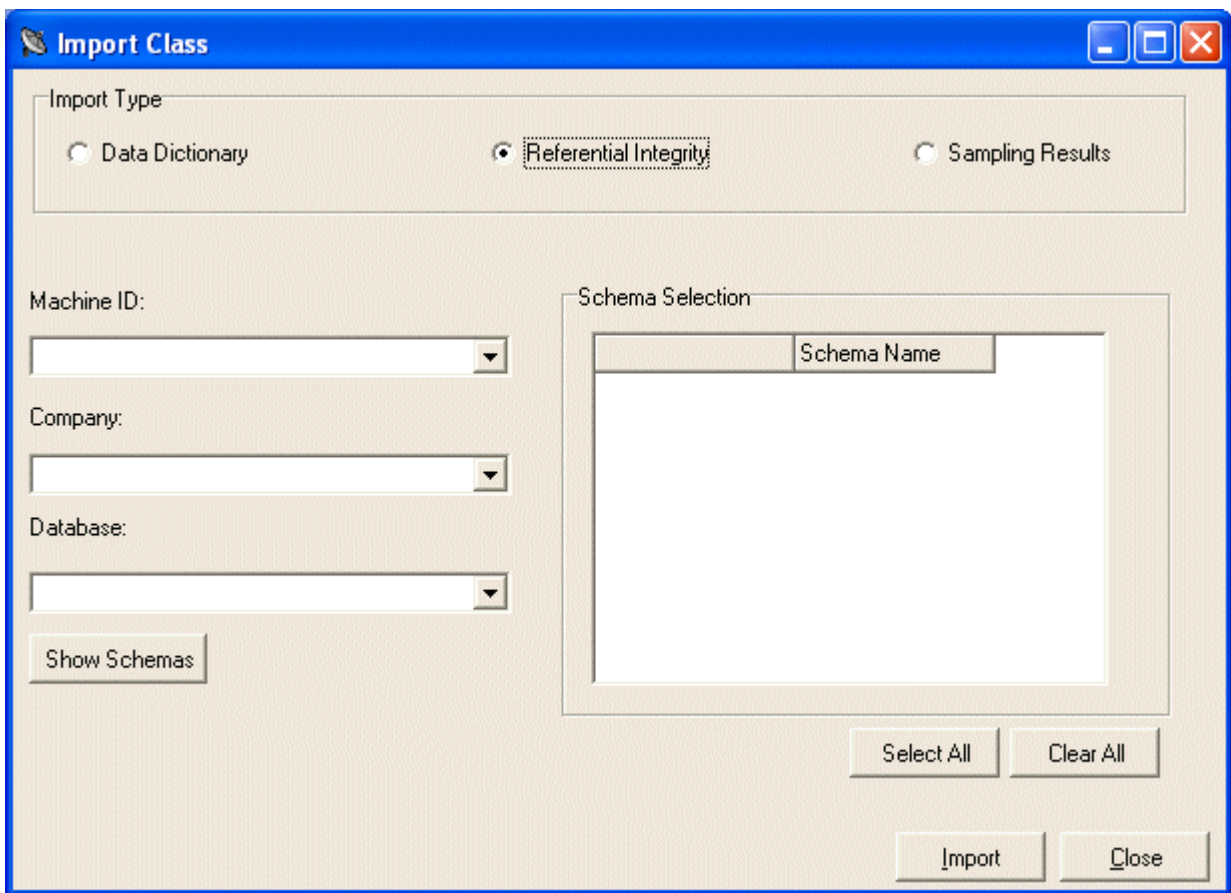 Import Class
Import Type
Data Dictionary
Referential Integrity
Sampling Results
Machine ID:
Company:
Database:
Show Schemas
Schema Selection
Schema Name
Select All
Clear All
Import
Close